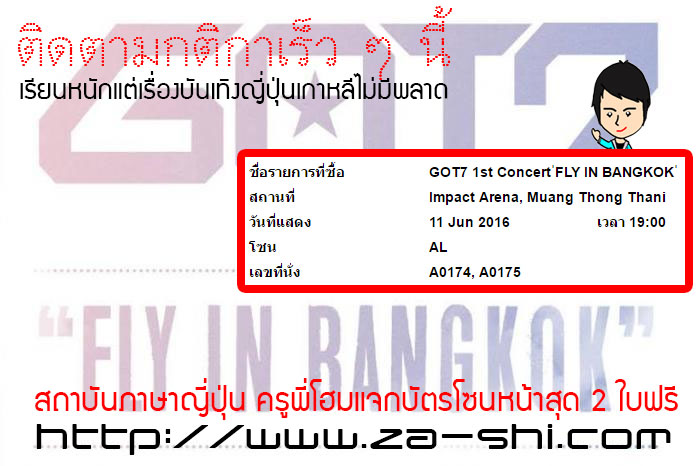 GOT7
ติดตามกติกาเร็ว ๆ นี้
เรียนหนักแต่เรื่องบันเทิงญี่ปุ่นเกาหลีไม่มีพลาด
ชื่อรายการที่ซื้อ GOT7 1st Concert"FLY IN BANGKOK"
สถานที่ Impact Arena, Muang Thong Thani
วันที่แสดง 11 Jun 2016 เวลา 19:00
โซน AL
เลขที่นั่ง A0174, A0175
“FLY IN BANGKOK”
สถาบันภาษาญี่ปุ่น ครูพี่โฮมแจกบัตรโซนหน้าสุด 2 ใบฟรี
http://www.za-shi.com